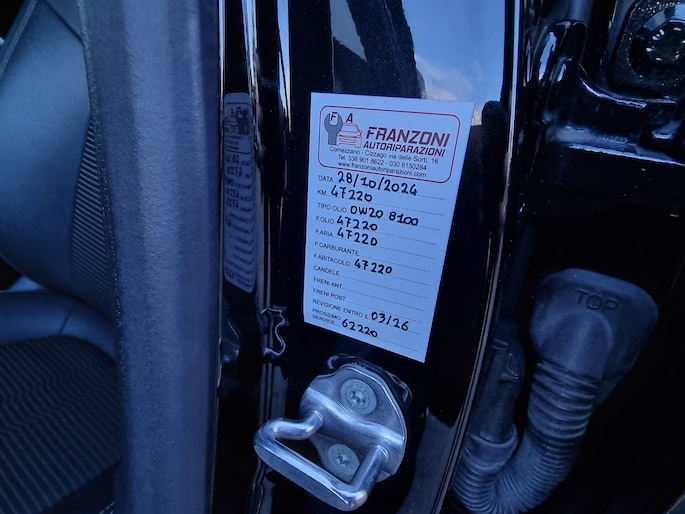 F A
FRANZONI
AUTORIPARAZIONI
Comezzano - Cizzago via delle Sorti, 16
Tel. 338 901 8622 - 030 6150284
www.franzoniautoriparazioni.com
DATA 28/10/2024
KM. 47220
TIPO OLIO 0W20 8100
F.OLIO 47220
F.ARIA 47220
F.CARBURANTE
F.ABITACOLO 47220
CANDELE
FRENI ANT.
FRENI POST.
REVISIONE ENTRO IL 03/26
PROSSIMO SERVICE 62220
TOP